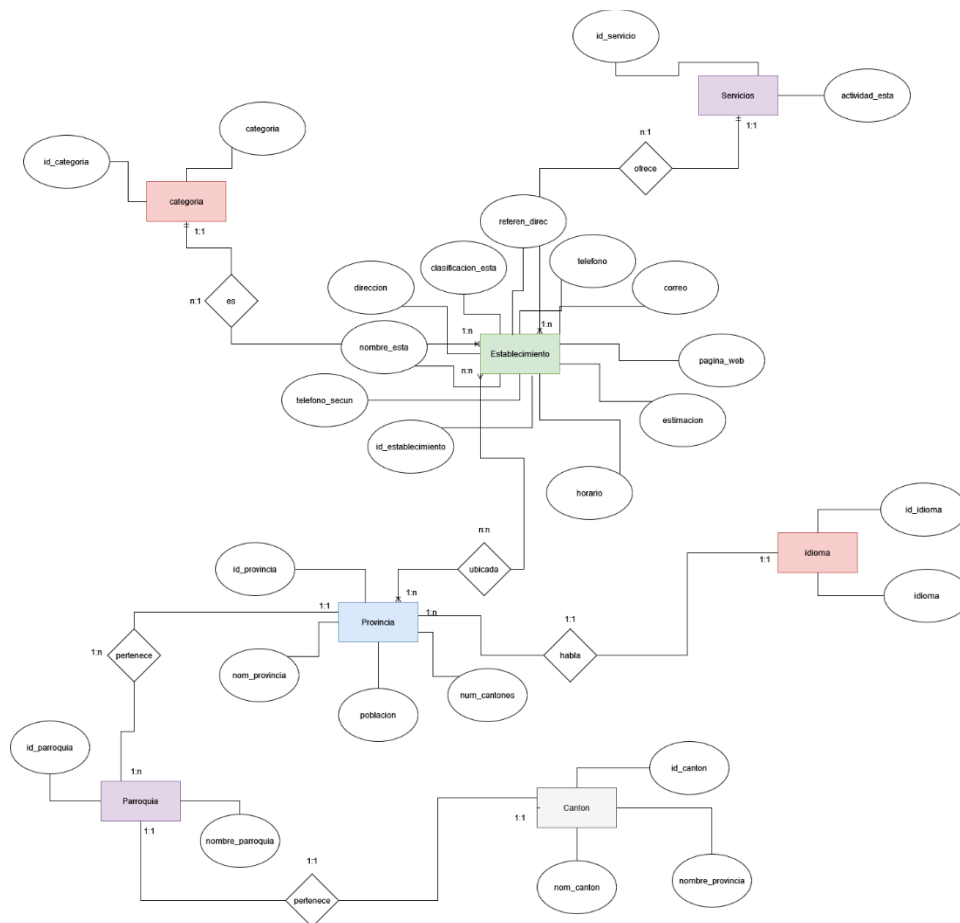 id_servicio
Servicios
actividad_esta
1:1
n:1
ofrece
categoria
id_categoria
categoria
1:1
n:1
es
referen_direc
telefono
clasificacion_esta
correo
direccion
1:n
1:n
nombre_esta
Establecimiento
pagina_web
n:n
telefono_secun
estimacion
id_establecimiento
horario
id_idioma
idioma
1:1
idioma
n:n
ubicada
id_provincia
1:n
1:1
Provincia
1:n
1:1
habla
1:n
pertenece
nom_provincia
num_cantones
poblacion
id_parroquia
1:n
Parroquia
1:1
nombre_parroquia
id_canton
Canton
1:1
nom_canton
nombre_provincia
1:1
pertenece